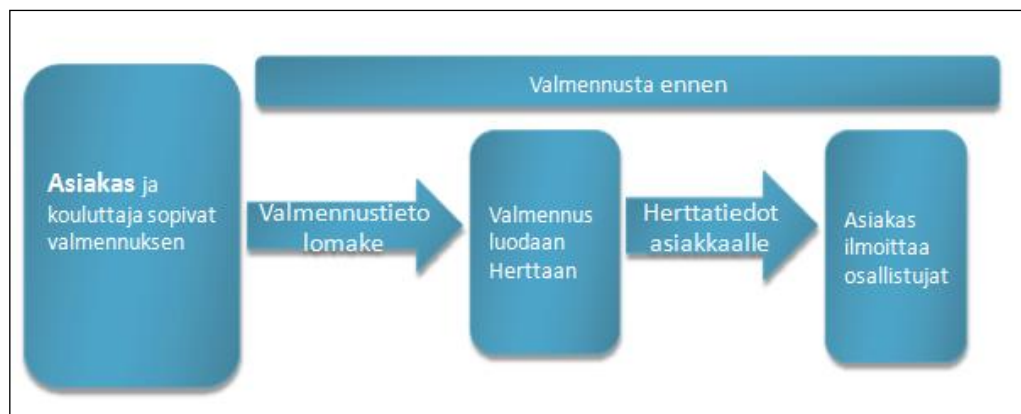 Valmennusta ennen
Asiakas ja
kouluttaja sopivat
valmennuksen
Valmennustieto
lomake
Valmennus
luodaan
Herttaan
Herttatiedot
asiakkaalle
Asiakas
ilmoittaa
osallistujat